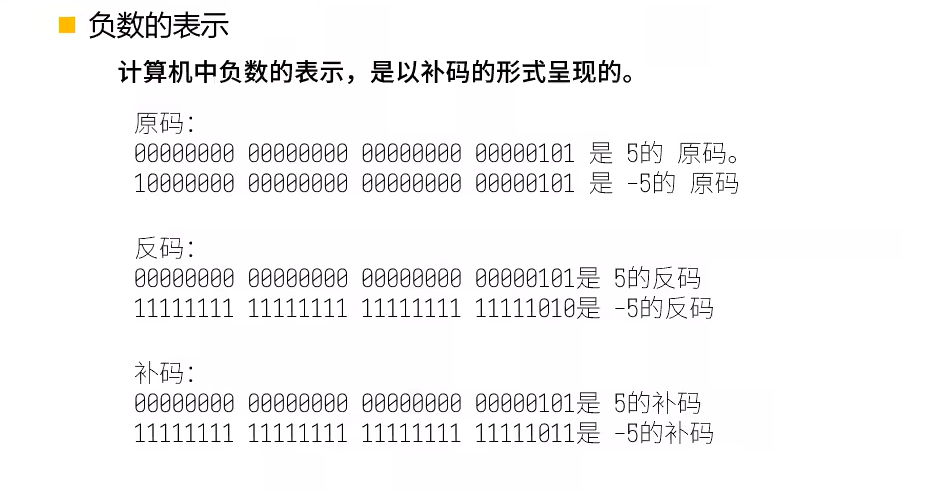 负数的表示
计算机中负数的表示，是以补码的形式呈现的。
原码：
00000000 00000000 00000000 00000101 是 5的 原码。
10000000 00000000 00000000 00000101 是 -5的 原码
反码：
00000000 00000000 00000000 00000101是 5的反码
11111111 11111111 11111111 11111010是 -5的反码
补码：
00000000 00000000 00000000 00000101是 5的补码
11111111 11111111 11111111 11111011是 -5的补码